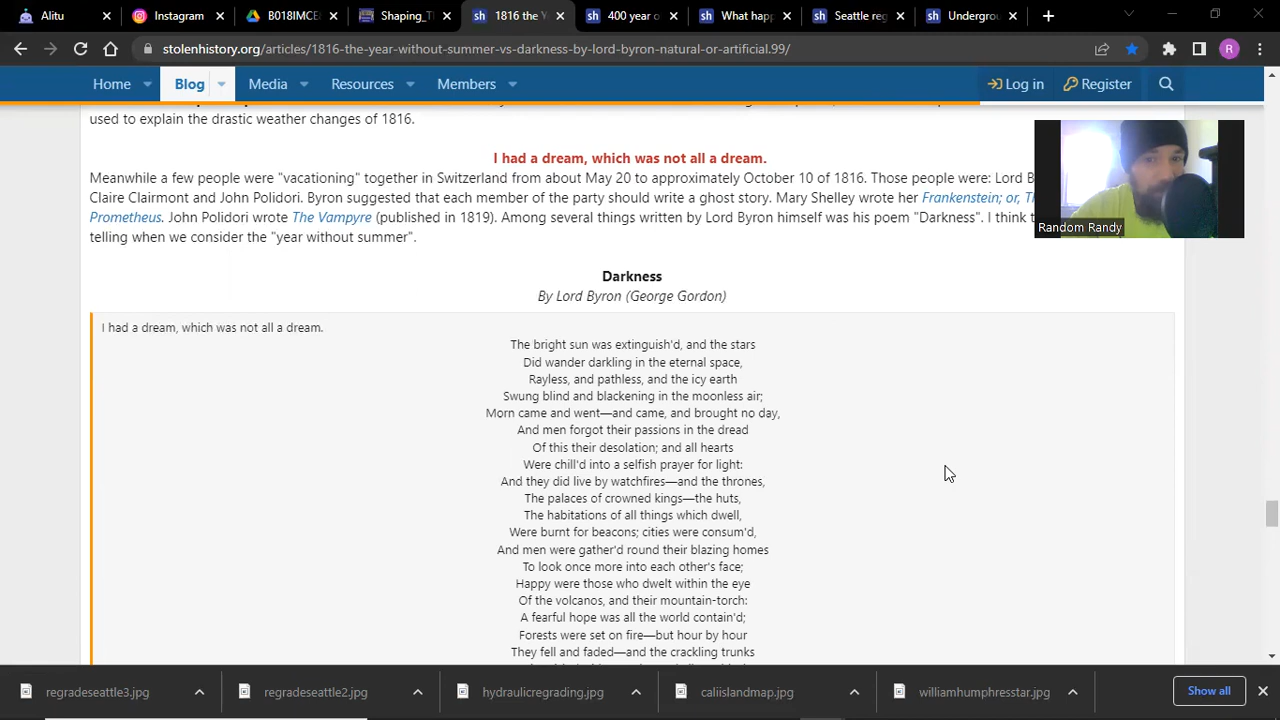 Alitu
Instagram
B018IMCE
Shaping_Th
1816 the Y
400 year o
What happ
Seattle reg
Undergrou
stolenhistory.org/articles/1816-the-year-without-summer-vs-darkness-by-lord-byron-natural-or-artificial.99/
R
Home Blog Media Resources Members Log in Register
used to explain the drastic weather changes of 1816.
I had a dream, which was not all a dream.
Meanwhile a few people were "vacationing" together in Switzerland from about May 20 to approximately October 10 of 1816. Those people were: Lord B
Claire Clairmont and John Polidori. Byron suggested that each member of the party should write a ghost story. Mary Shelley wrote her Frankenstein; or, T
Prometheus. John Polidori wrote The Vampyre (published in 1819). Among several things written by Lord Byron himself was his poem "Darkness". I think t
telling when we consider the "year without summer".
Random Randy
Darkness
By Lord Byron (George Gordon)
I had a dream, which was not all a dream.
The bright sun was extinguish'd, and the stars
Did wander darkling in the eternal space,
Rayless, and pathless, and the icy earth
Swung blind and blackening in the moonless air;
Morn came and went—and came, and brought no day,
And men forgot their passions in the dread
Of this their desolation; and all hearts
Were chill'd into a selfish prayer for light:
And they did live by watchfires—and the thrones,
The palaces of crowned kings—the huts,
The habitations of all things which dwell,
Were burnt for beacons; cities were consum'd,
And men were gather'd round their blazing homes
To look once more into each other's face;
Happy were those who dwelt within the eye
Of the volcanos, and their mountain-torch:
A fearful hope was all the world contain'd;
Forests were set on fire—but hour by hour
They fell and faded—and the crackling trunks
regradeseattle3.jpg
regradeseattle2.jpg
hydraulicregrading.jpg
caliislandmap.jpg
williamhumphresstar.jpg
Show all